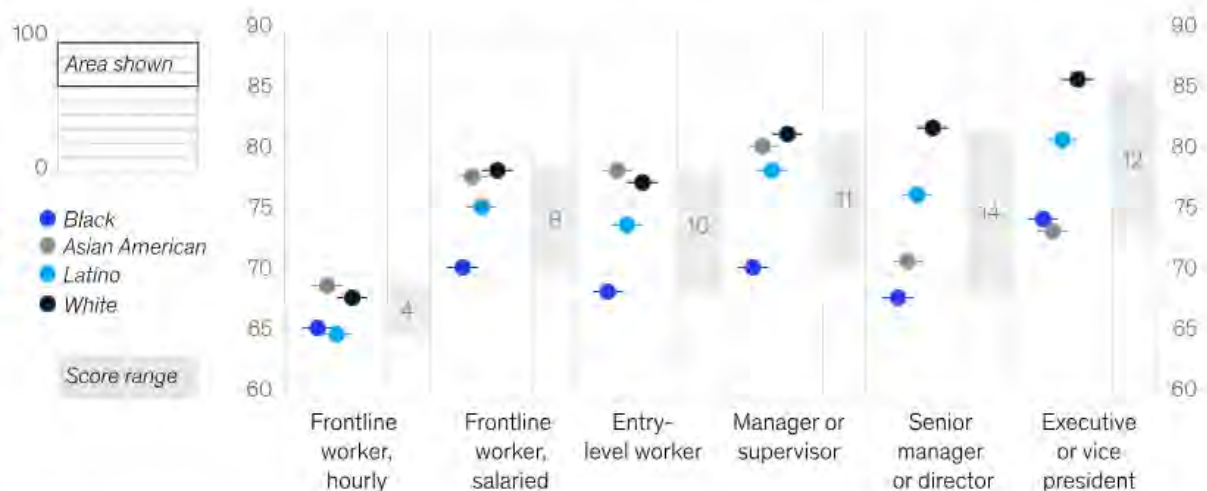 100
Area shown
0
Black
Asian American
Latino
White
Score range
90
85
80
75
70
65
60
4
8
10
11
14
12
90
85
80
75
70
65
60
Frontline
worker,
hourly
Frontline
worker,
salaried
Entry-
level worker
Manager or
supervisor
Senior
manager
or director
Executive
or vice
president